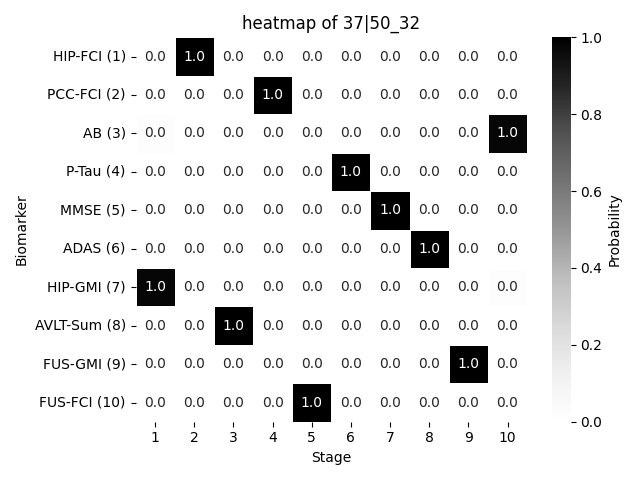 heatmap of 37|50_32
HIP-FCI (1) 0.0 1.0 0.0 0.0 0.0 0.0 0.0 0.0 0.0 0.0
PCC-FCI (2) 0.0 0.0 0.0 1.0 0.0 0.0 0.0 0.0 0.0 0.0
AB (3) 0.0 0.0 0.0 0.0 0.0 0.0 0.0 0.0 0.0 1.0
P-Tau (4) 0.0 0.0 0.0 0.0 0.0 1.0 0.0 0.0 0.0 0.0
MMSE (5) 0.0 0.0 0.0 0.0 0.0 0.0 1.0 0.0 0.0 0.0
ADAS (6) 0.0 0.0 0.0 0.0 0.0 0.0 0.0 1.0 0.0 0.0
HIP-GMI (7) 1.0 0.0 0.0 0.0 0.0 0.0 0.0 0.0 0.0 0.0
AVLT-Sum (8) 0.0 0.0 1.0 0.0 0.0 0.0 0.0 0.0 0.0 0.0
FUS-GMI (9) 0.0 0.0 0.0 0.0 0.0 0.0 0.0 0.0 1.0 0.0
FUS-FCI (10) 0.0 0.0 0.0 0.0 1.0 0.0 0.0 0.0 0.0 0.0
1 2 3 4 5 6 7 8 9 10
Stage
Biomarker
1.0
0.8
0.6
0.4
0.2
0.0
Probability